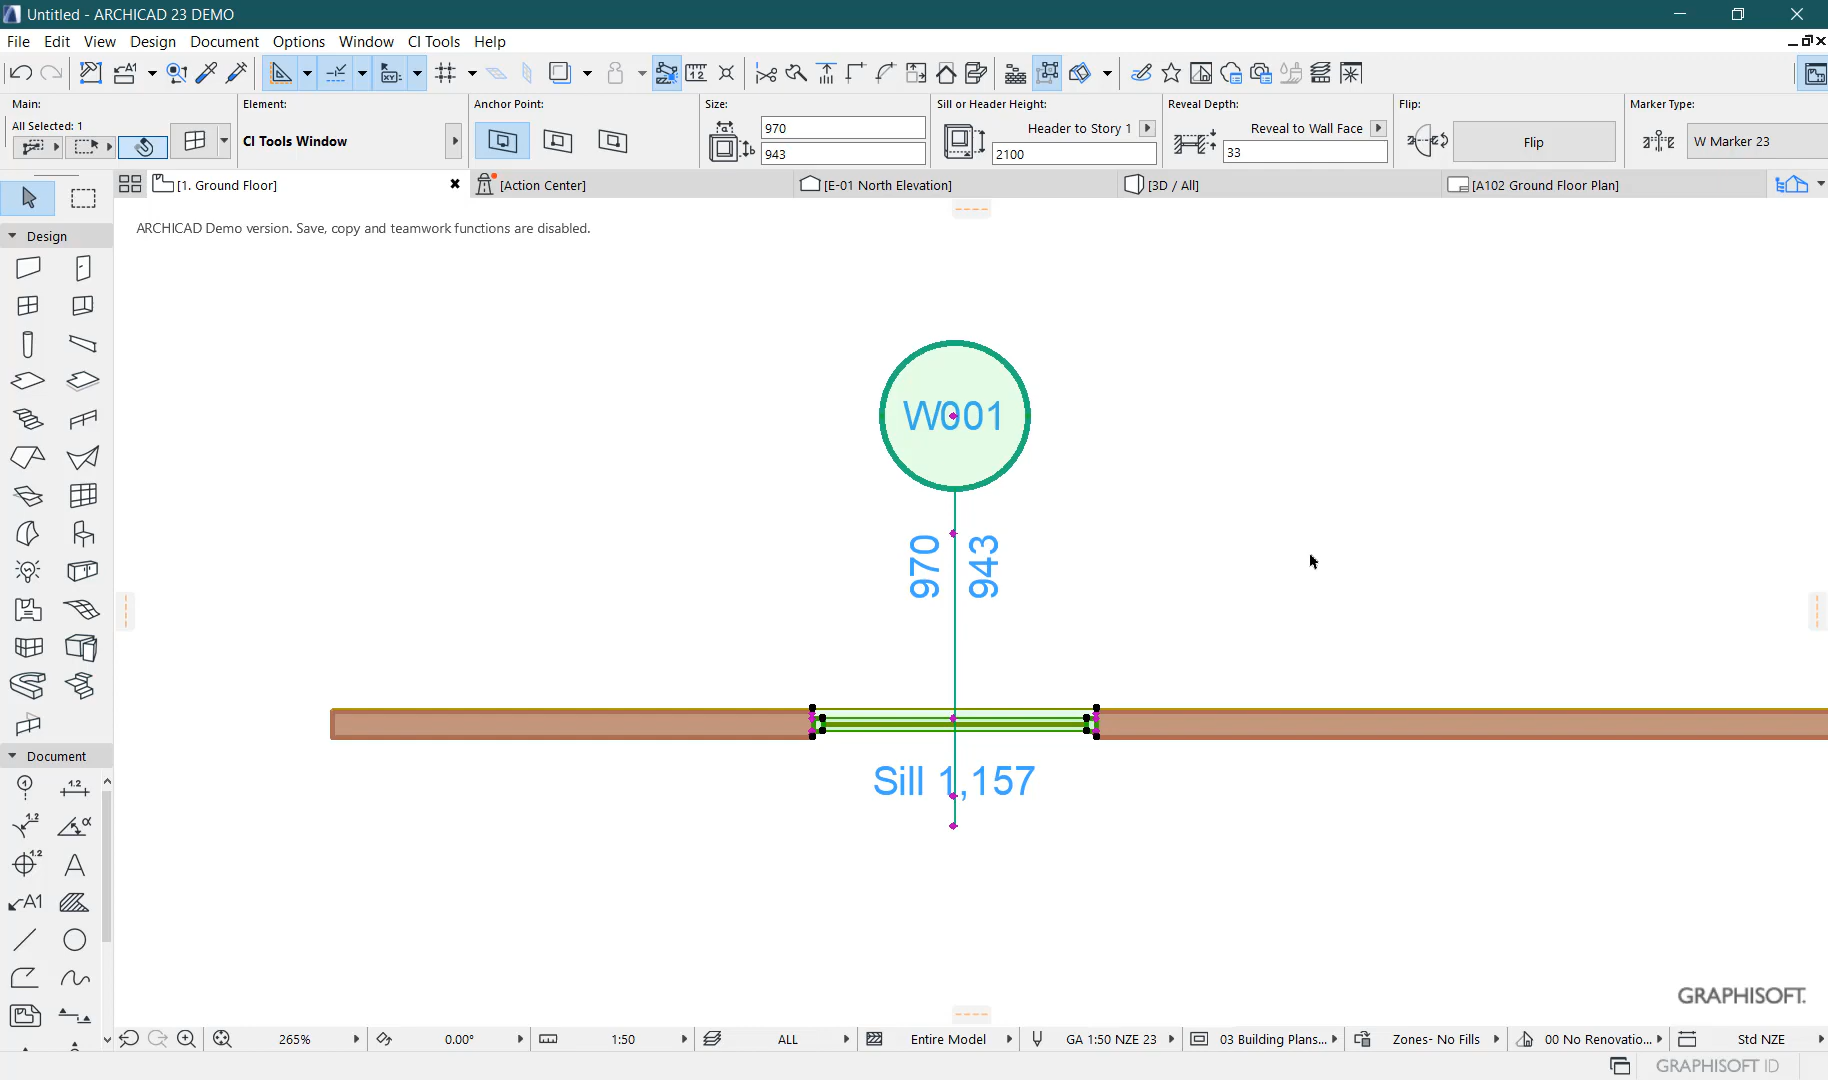 Untitled - ARCHICAD 23 DEMO
File Edit View Design Document Options Window CI Tools Help
Main:
All Selected: 1
Element:
CI Tools Window
Anchor Point:
Size:
970
943
Sill or Header Height:
Header to Story 1
2100
Reveal Depth:
Reveal to Wall Face
33
Flip:
Flip
Marker Type:
W Marker 23
[1. Ground Floor]
[Action Center]
[E-01 North Elevation]
[3D / All]
[A102 Ground Floor Plan]
ARCHICAD Demo version. Save, copy and teamwork functions are disabled.
Design
W001
970
943
Sill 1,157
Document
GRAPHISOFT.
265% 0.00° 1:50 ALL Entire Model GA 1:50 NZE 23 03 Building Plans... Zones- No Fills 00 No Renovatio... Std NZE
GRAPHISOFT ID